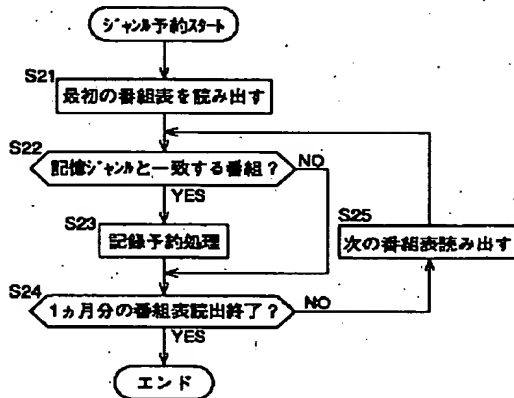 ジャンル予約スタート
S21
最初の番組表を読み出す
S22
記憶ジャンルと一致する番組?
NO
YES
S23
記録予約処理
S25
次の番組表読み出す
S24
1ヵ月分の番組表読出終了?
NO
YES
エンド